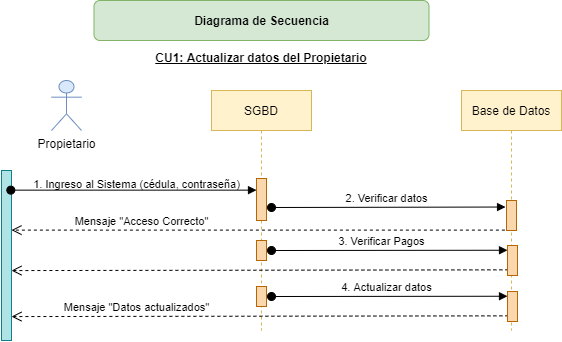 Diagrama de Secuencia
CU1: Actualizar datos del Propietario
SGBD
Base de Datos
Propietario
1. Ingreso al Sistema (cédula, contraseña)
2. Verificar datos
Mensaje "Acceso Correcto"
3. Verificar Pagos
4. Actualizar datos
Mensaje "Datos actualizados"